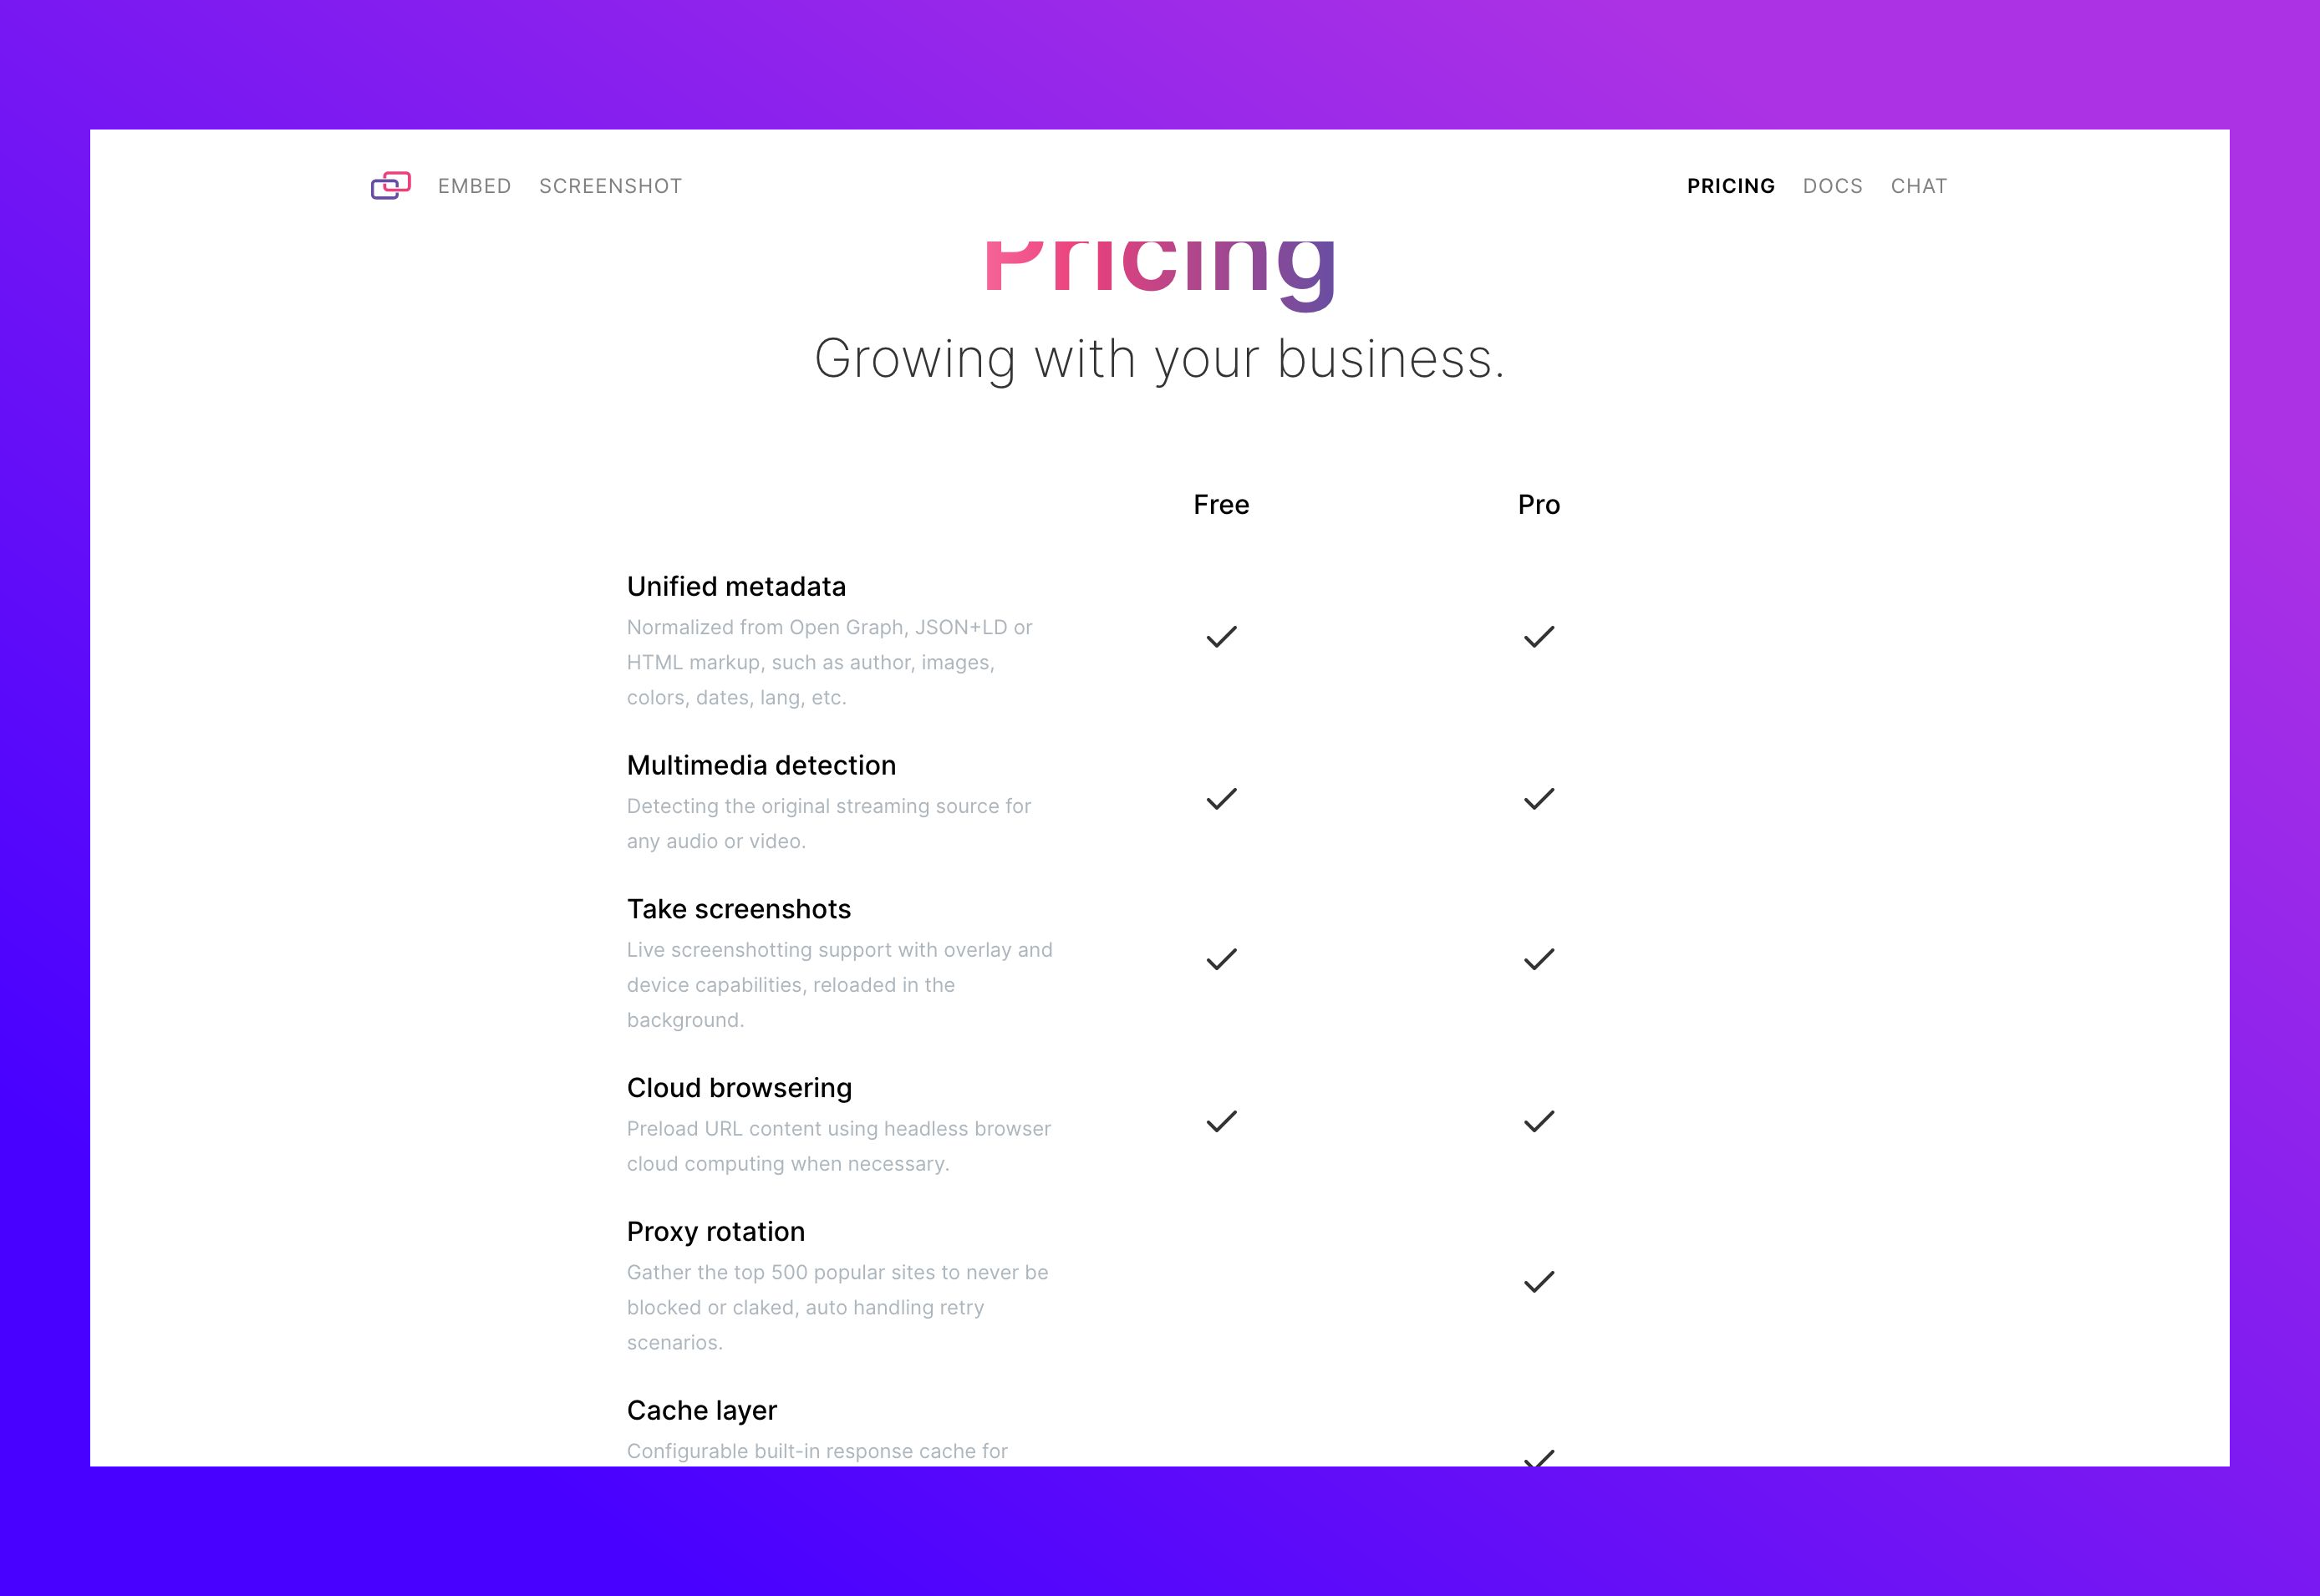 EMBED SCREENSHOT PRICING DOCS CHAT
Pricing
Growing with your business.
Free Pro
Unified metadata
Normalized from Open Graph, JSON+LD or
HTML markup, such as author, images,
colors, dates, lang, etc.
Multimedia detection
Detecting the original streaming source for
any audio or video.
Take screenshots
Live screenshotting support with overlay and
device capabilities, reloaded in the
background.
Cloud browsering
Preload URL content using headless browser
cloud computing when necessary.
Proxy rotation
Gather the top 500 popular sites to never be
blocked or claked, auto handling retry
scenarios.
Cache layer
Configurable built-in response cache for